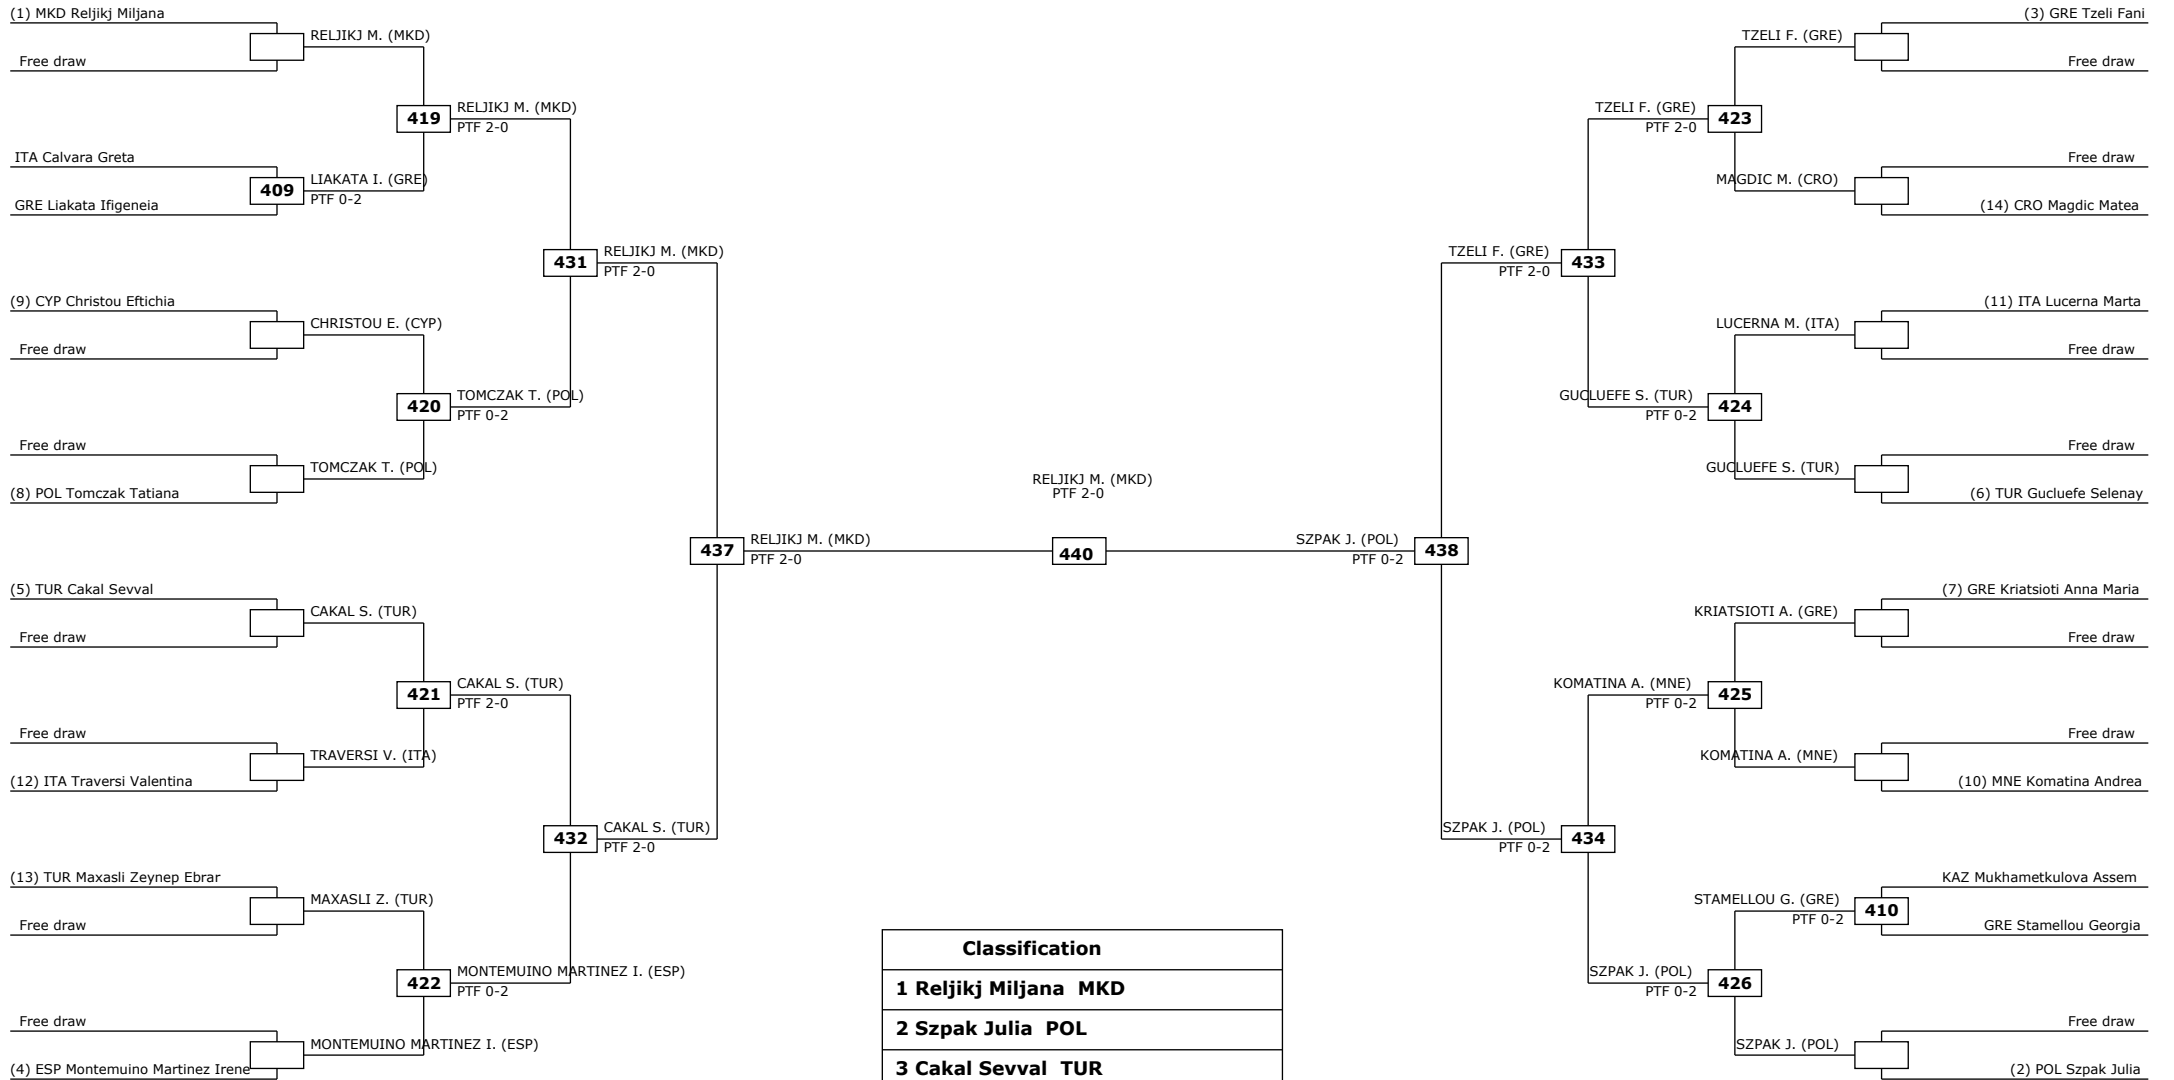 (1) MKD Reljikj Miljana
RELJIKJ M. (MKD)
Free draw
419
RELJIKJ M. (MKD)
PTF 2-0
ITA Calvara Greta
409
LIAKATA I. (GRE)
PTF 0-2
GRE Liakata Ifigeneia
431
RELJIKJ M. (MKD)
PTF 2-0
(9) CYP Christou Eftichia
CHRISTOU E. (CYP)
Free draw
420
TOMCZAK T. (POL)
PTF 0-2
Free draw
TOMCZAK T. (POL)
(8) POL Tomczak Tatiana
437
RELJIKJ M. (MKD)
PTF 2-0
(5) TUR Cakal Sevval
CAKAL S. (TUR)
Free draw
421
CAKAL S. (TUR)
PTF 2-0
Free draw
TRAVERSI V. (ITA)
(12) ITA Traversi Valentina
432
CAKAL S. (TUR)
PTF 2-0
(13) TUR Maxasli Zeynep Ebrar
MAXASLI Z. (TUR)
Free draw
422
MONTEMUINO MARTINEZ I. (ESP)
PTF 0-2
Free draw
MONTEMUINO MARTINEZ I. (ESP)
(4) ESP Montemuino Martinez Irene
RELJIKJ M. (MKD)
PTF 2-0
440
(3) GRE Tzeli Fani
TZELI F. (GRE)
Free draw
TZELI F. (GRE)
PTF 2-0
423
Free draw
MAGDIC M. (CRO)
(14) CRO Magdic Matea
TZELI F. (GRE)
PTF 2-0
433
(11) ITA Lucerna Marta
LUCERNA M. (ITA)
Free draw
GUCLUEFE S. (TUR)
PTF 0-2
424
Free draw
GUCLUEFE S. (TUR)
(6) TUR Gucluefe Selenay
SZPAK J. (POL)
PTF 0-2
438
(7) GRE Kriatsioti Anna Maria
KRIATSIOTI A. (GRE)
Free draw
KOMATINA A. (MNE)
PTF 0-2
425
Free draw
KOMATINA A. (MNE)
(10) MNE Komatina Andrea
SZPAK J. (POL)
PTF 0-2
434
KAZ Mukhametkulova Assem
STAMELLOU G. (GRE)
PTF 0-2
410
GRE Stamellou Georgia
SZPAK J. (POL)
PTF 0-2
426
Free draw
SZPAK J. (POL)
(2) POL Szpak Julia
Classification
1 Reljikj Miljana MKD
2 Szpak Julia POL
3 Cakal Sevval TUR